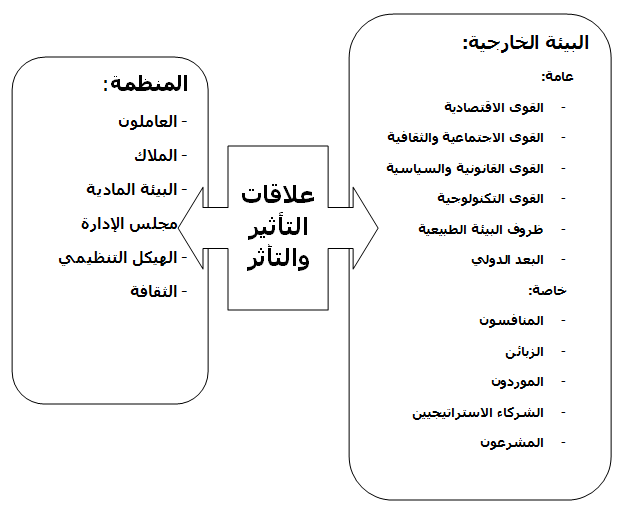 البيئة الخارجية:
عامة:
- القوى الاقتصادية
- القوى الاجتماعية والثقافية
- القوى القانونية والسياسية
- القوى التكنولوجية
- ظروف البيئة الطبيعية
- البعد الدولي
خاصة:
- المنافسون
- الزبائن
- الموردون
- الشركاء الاستراتيجيين
- المشرعون
علاقات
التأثير
والتأثر
المنظمة:
- العاملون
- الملاك
- البيئة المادية
مجلس الإدارة
- الهيكل التنظيمي
- الثقافة